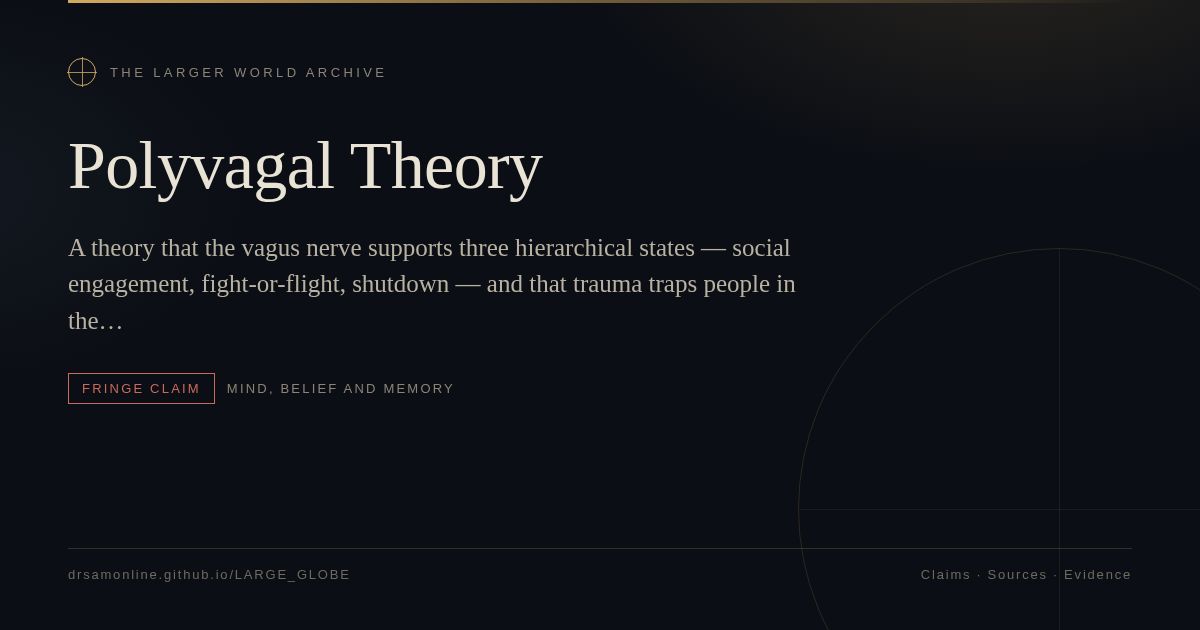 THE LARGER WORLD ARCHIVE
Polyvagal Theory
A theory that the vagus nerve supports three hierarchical states — social
engagement, fight-or-flight, shutdown — and that trauma traps people in
the…
FRINGE CLAIM MIND, BELIEF AND MEMORY
drsamonline.github.io/LARGE_GLOBE Claims · Sources · Evidence